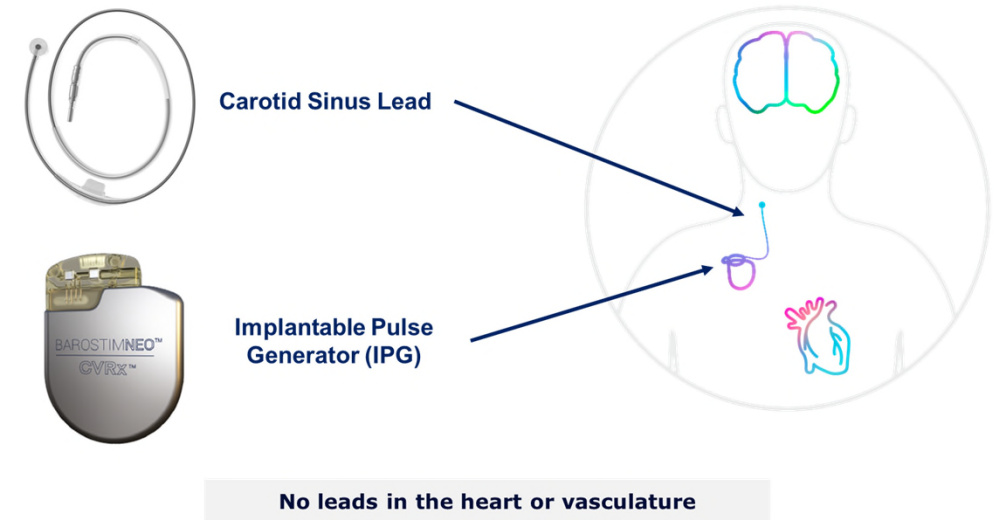 Carotid Sinus Lead
BAROSTIMNEO™
CVRx™
Implantable Pulse
Generator (IPG)
No leads in the heart or vasculature